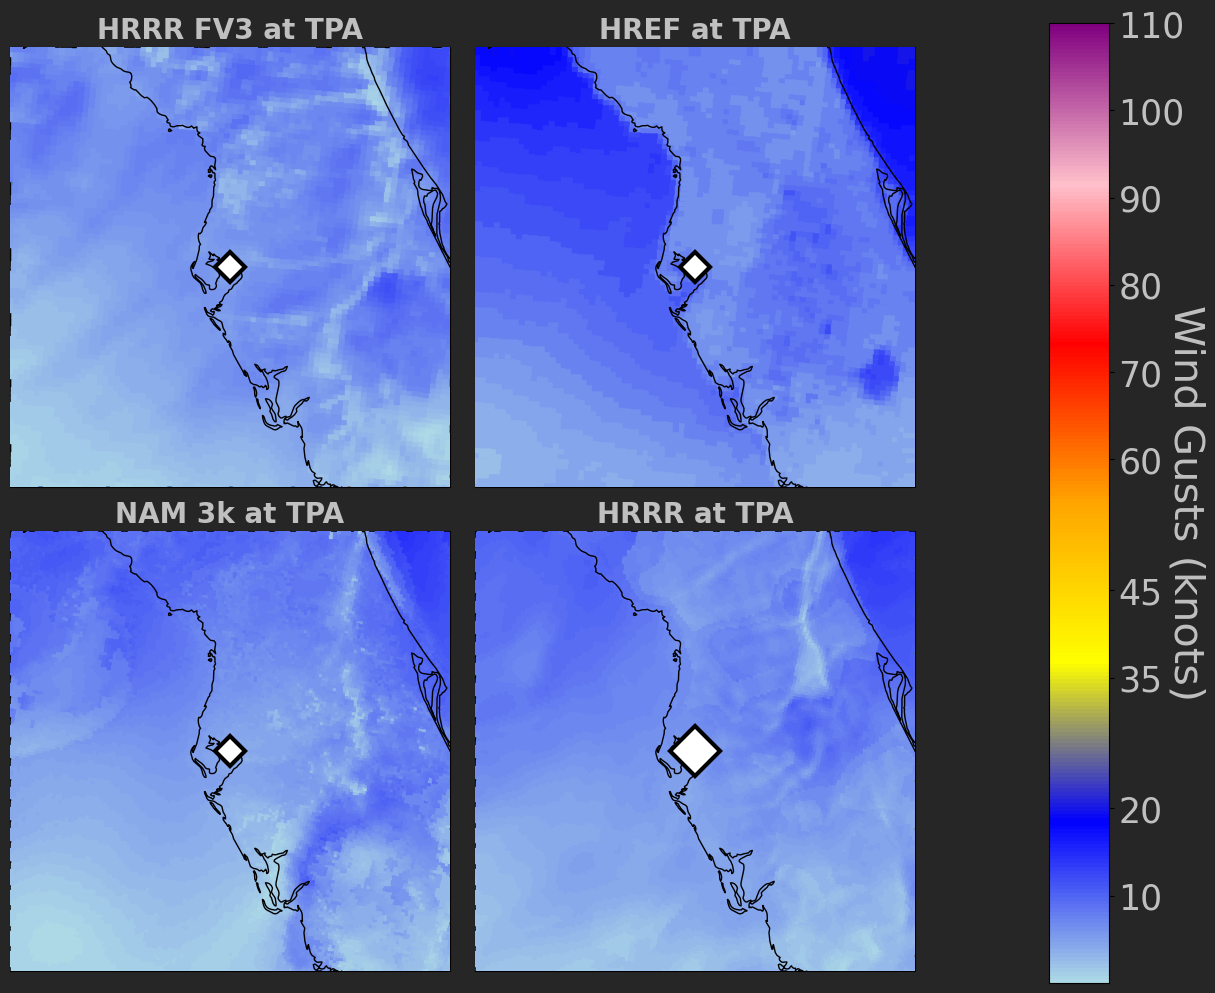 HRRR FV3 at TPA
HREF at TPA
NAM 3k at TPA
HRRR at TPA
110
100
90
80
70
60
45
35
20
10
Wind Gusts (knots)